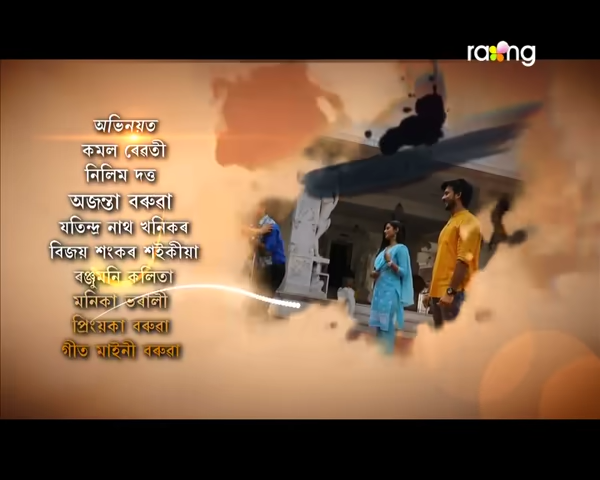 rang
অভিনয়ত
কমল ৰেৱতী
নিলিম দত্ত
অজন্তা বৰুৱা
যতিন্দ্ৰ নাথ খনিকৰ
বিজয় শংকৰ শইকীয়া
ৰঞ্জুমনি কলিতা
মনিকা ভৰালী
প্ৰিংয়কা বৰুৱা
গীত মাইনী বৰুৱা